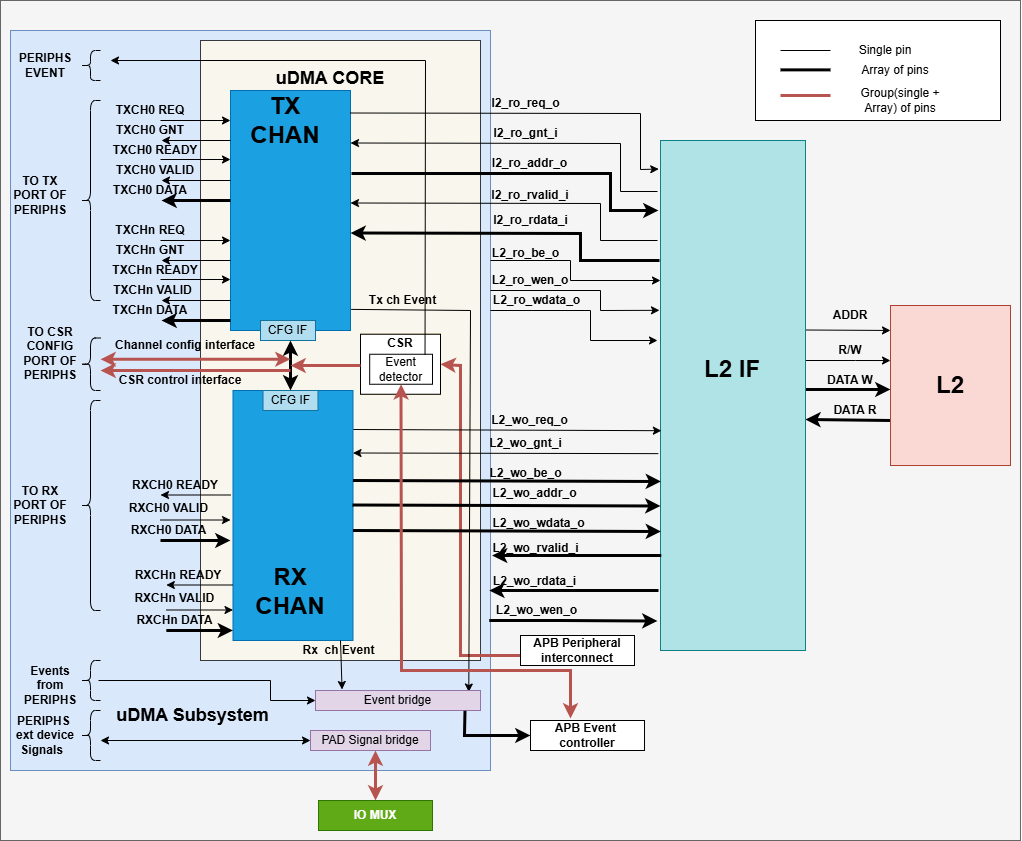 PERIPHS
EVENT
uDMA CORE
TX
CHAN
TO TX
PORT OF
PERIPHS
TXCH0 REQ
TXCH0 GNT
TXCH0 READY
TXCH0 VALID
TXCH0 DATA
TXCHn REQ
TXCHn GNT
TXCHn READY
TXCHn VALID
TXCHn DATA
Single pin
Array of pins
Group(single +
Array) of pins
I2_ro_req_o
I2_ro_gnt_i
I2_ro_addr_o
I2_ro_rvalid_i
I2_ro_rdata_i
L2_ro_be_o
L2_ro_wen_o
L2_ro_wdata_o
Tx ch Event
CFG IF
TO CSR
CONFIG
PORT OF
PERIPHS
Channel config interface
CSR control interface
CSR
Event
detector
CFG IF
L2 IF
ADDR
R/W
DATA W
DATA R
L2
L2_wo_req_o
L2_wo_gnt_i
L2_wo_be_o
L2_wo_addr_o
L2_wo_wdata_o
L2_wo_rvalid_i
L2_wo_rdata_i
L2_wo_wen_o
TO RX
PORT OF
PERIPHS
RXCH0 READY
RXCH0 VALID
RXCH0 DATA
RXCHn READY
RXCHn VALID
RXCHn DATA
RX
CHAN
Rx ch Event
APB Peripheral
interconnect
Events
from
PERIPHS
Event bridge
uDMA Subsystem
PERIPHS
ext device
Signals
PAD Signal bridge
APB Event
controller
IO MUX